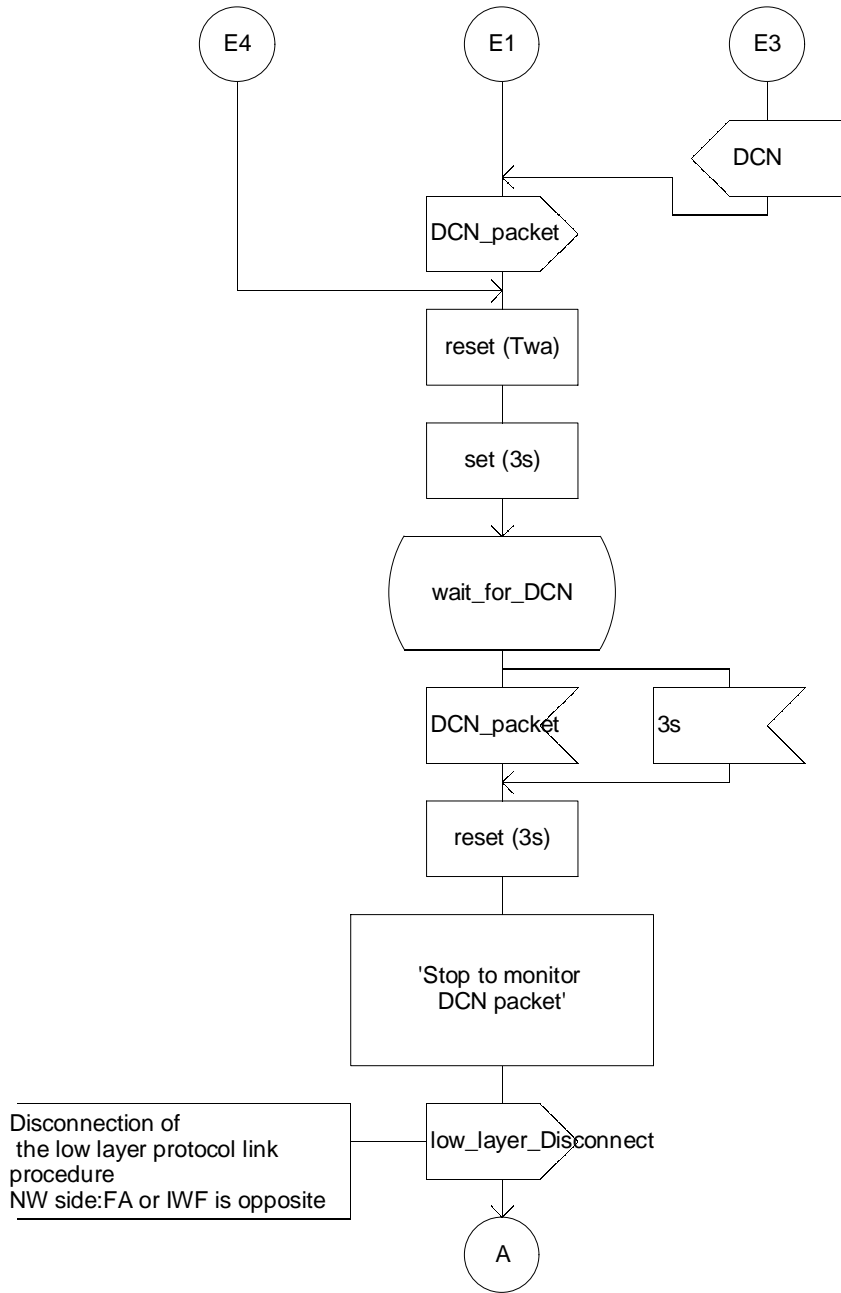 E4
E1
E3
DCN
DCN_packet
reset (Twa)
set (3s)
wait_for_DCN
DCN_packet
3s
reset (3s)
'Stop to monitor
DCN packet'
Disconnection of
the low layer protocol link
procedure
NW side:FA or IWF is opposite
low_layer_Disconnect
A